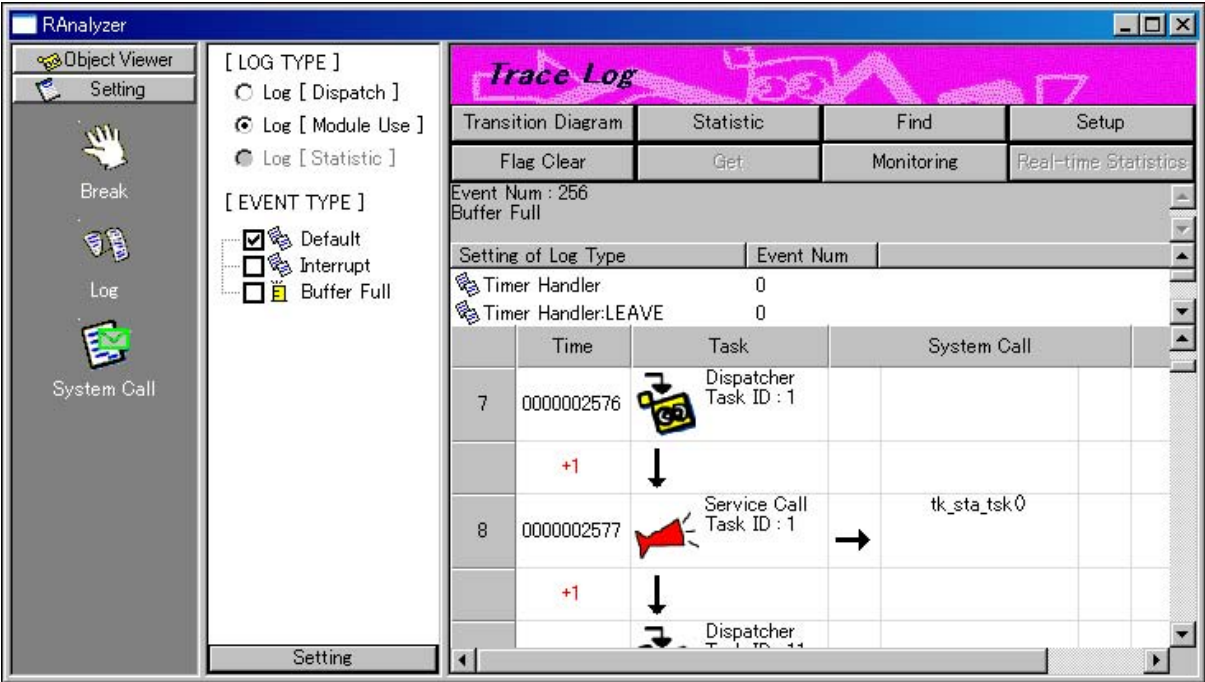 RAnalyzer
Object Viewer
Setting
Break
Log
System Call
[ LOG TYPE ]
Log [ Dispatch ]
Log [ Module Use ]
Log [ Statistic ]
[ EVENT TYPE ]
Default
Interrupt
Buffer Full
Setting
Trace Log
Transition Diagram Statistic Find Setup
Flag Clear Get Monitoring Real-time Statistics
Event Num : 256
Buffer Full
Setting of Log Type Event Num
Timer Handler 0
Timer Handler:LEAVE 0
Time Task System Call
Dispatcher
7 0000002576 Task ID : 1
+1
Service Call tk_sta_tsk()
8 0000002577 Task ID : 1
+1
Dispatcher
Task ID : 11